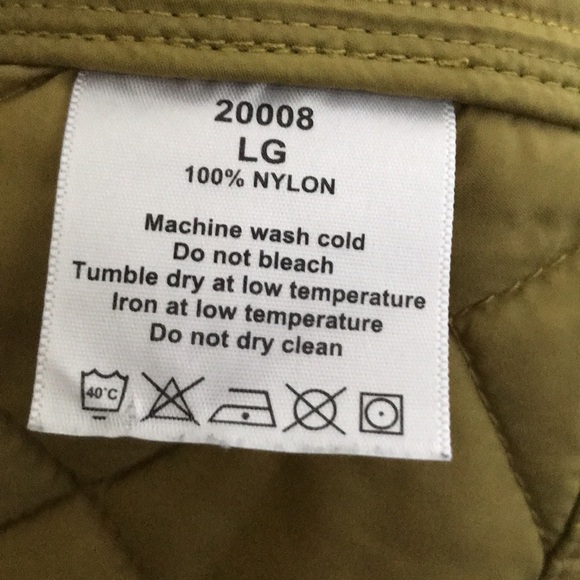 20008
LG
100% NYLON
Machine wash cold
Do not bleach
Tumble dry at low temperature
Iron at low temperature
Do not dry clean
40°C